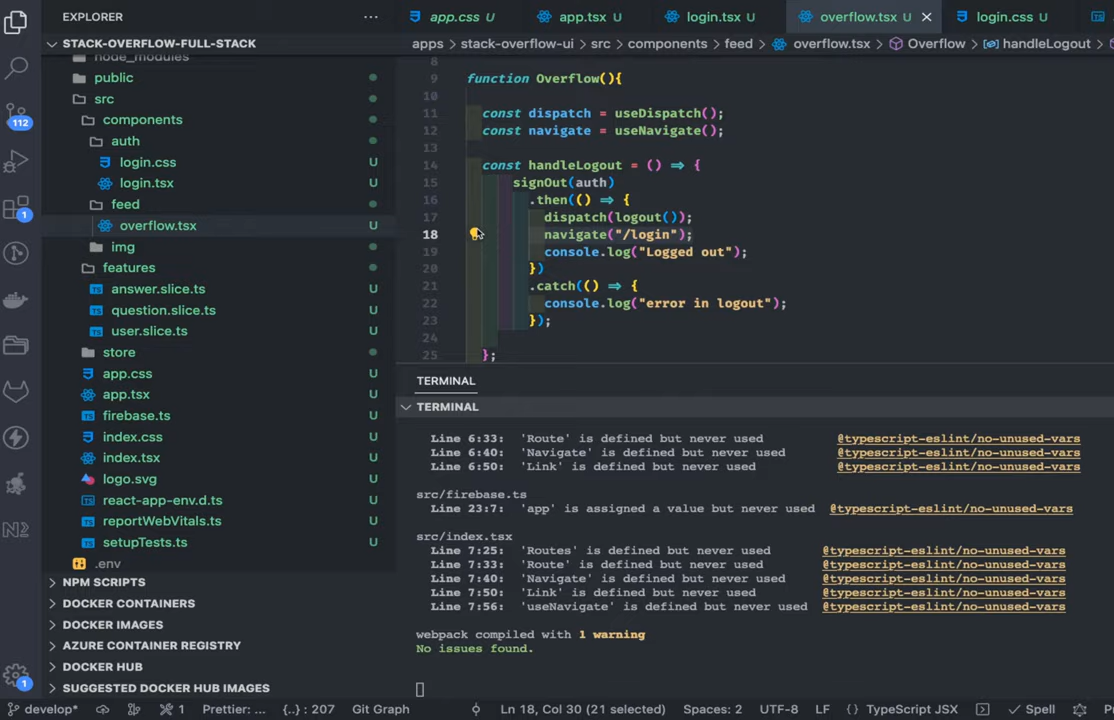 EXPLORER
app.css U
app.tsx U
login.tsx U
overflow.tsx U
login.css U
STACK-OVERFLOW-FULL-STACK
apps > stack-overflow-ui > src > components > feed > overflow.tsx > Overflow > handleLogout >
node_modules
public
src
components
auth
login.css U
login.tsx U
feed
overflow.tsx U
img
features
answer.slice.ts U
question.slice.ts U
user.slice.ts U
store
app.css U
app.tsx U
firebase.ts U
index.css U
index.tsx U
logo.svg U
react-app-env.d.ts U
reportWebVitals.ts U
setupTests.ts U
.env
NPM SCRIPTS
DOCKER CONTAINERS
DOCKER IMAGES
AZURE CONTAINER REGISTRY
DOCKER HUB
SUGGESTED DOCKER HUB IMAGES
112
1
N2
1
8
9 function Overflow(){
10
11 const dispatch = useDispatch();
12 const navigate = useNavigate();
13
14 const handleLogout = () => {
15 signOut(auth)
16 .then(() => {
17 dispatch(logout());
18 navigate("/login");
19 console.log("Logged out");
20 })
21 .catch(() => {
22 console.log("error in logout");
23 });
24
25 };
TERMINAL
TERMINAL
Line 6:33: 'Route' is defined but never used @typescript-eslint/no-unused-vars
Line 6:40: 'Navigate' is defined but never used @typescript-eslint/no-unused-vars
Line 6:50: 'Link' is defined but never used @typescript-eslint/no-unused-vars
src/firebase.ts
Line 23:7: 'app' is assigned a value but never used @typescript-eslint/no-unused-vars
src/index.tsx
Line 7:25: 'Routes' is defined but never used @typescript-eslint/no-unused-vars
Line 7:33: 'Route' is defined but never used @typescript-eslint/no-unused-vars
Line 7:40: 'Navigate' is defined but never used @typescript-eslint/no-unused-vars
Line 7:50: 'Link' is defined but never used @typescript-eslint/no-unused-vars
Line 7:56: 'useNavigate' is defined but never used @typescript-eslint/no-unused-vars
webpack compiled with 1 warning
No issues found.
develop* 1 Prettier: ... {..} : 207 Git Graph Ln 18, Col 30 (21 selected) Spaces: 2 UTF-8 LF {} TypeScript JSX Spell